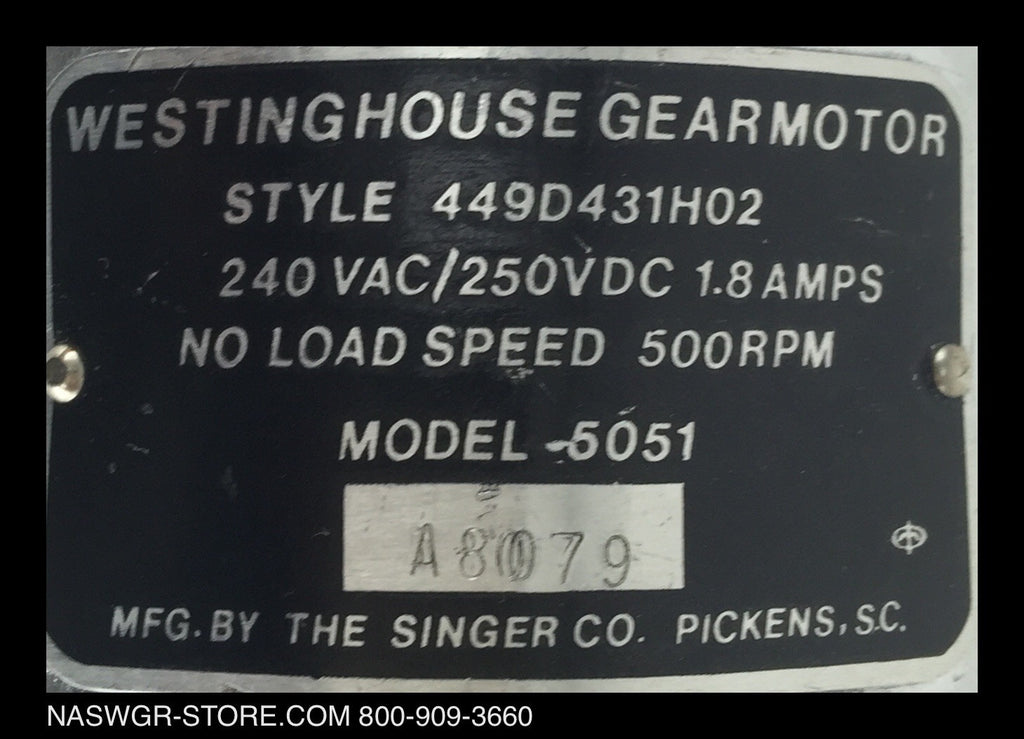 WESTINGHOUSE GEARMOTOR
STYLE 449D431H02
240 VAC/250VDC 1.8 AMPS
NO LOAD SPEED 500RPM
MODEL -5051
MFG. BY THE SINGER CO. PICKENS, S.C.
NASWGR-STORE.COM 800-909-3660